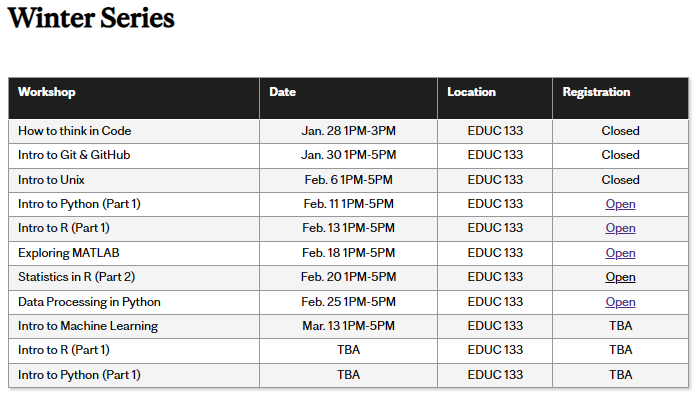 Winter Series
Workshop Date Location Registration
How to think in Code Jan. 28 1PM-3PM EDUC 133 Closed
Intro to Git & GitHub Jan. 30 1PM-5PM EDUC 133 Closed
Intro to Unix Feb. 6 1PM-5PM EDUC 133 Closed
Intro to Python (Part 1) Feb. 11 1PM-5PM EDUC 133 Open
Intro to R (Part 1) Feb. 13 1PM-5PM EDUC 133 Open
Exploring MATLAB Feb. 18 1PM-5PM EDUC 133 Open
Statistics in R (Part 2) Feb. 20 1PM-5PM EDUC 133 Open
Data Processing in Python Feb. 25 1PM-5PM EDUC 133 Open
Intro to Machine Learning Mar. 13 1PM-5PM EDUC 133 TBA
Intro to R (Part 1) TBA EDUC 133 TBA
Intro to Python (Part 1) TBA EDUC 133 TBA